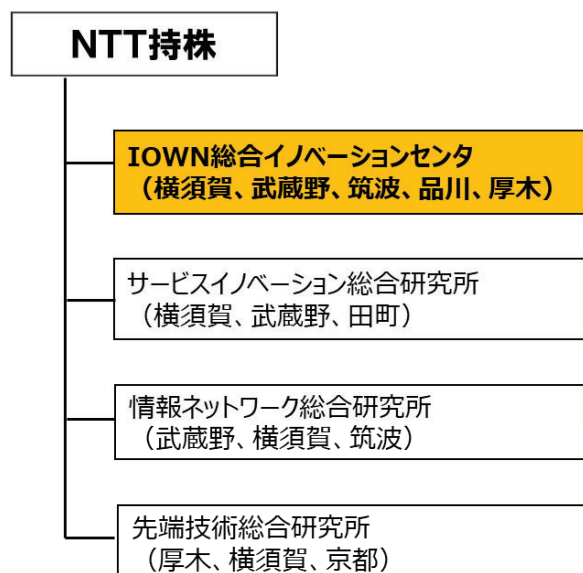 NTT持株
IOWN総合イノベーションセンタ
（横須賀、武蔵野、筑波、品川、厚木）
サービスイノベーション総合研究所
（横須賀、武蔵野、田町）
情報ネットワーク総合研究所
（武蔵野、横須賀、筑波）
先端技術総合研究所
（厚木、横須賀、京都）